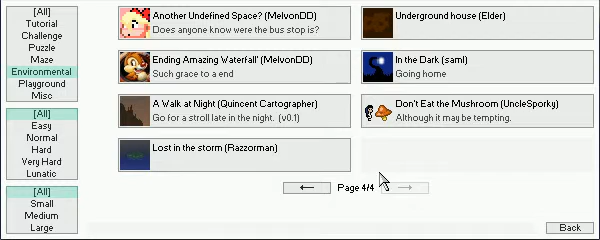 [All]
Tutorial
Challenge
Puzzle
Maze
Environmental
Playground
Misc
[All]
Easy
Normal
Hard
Very Hard
Lunatic
[All]
Small
Medium
Large
Another Undefined Space? (MelvonDD)
Does anyone know were the bus stop is?
Underground house (Elder)
Ending Amazing Waterfall' (MelvonDD)
Such grace to a end
In the Dark (saml)
Going home
A Walk at Night (Quincent Cartographer)
Go for a stroll late in the night. (v0.1)
Don't Eat the Mushroom (UncleSporky)
Although it may be tempting.
Lost in the storm (Razzorman)
← Page 4/4 →
Back